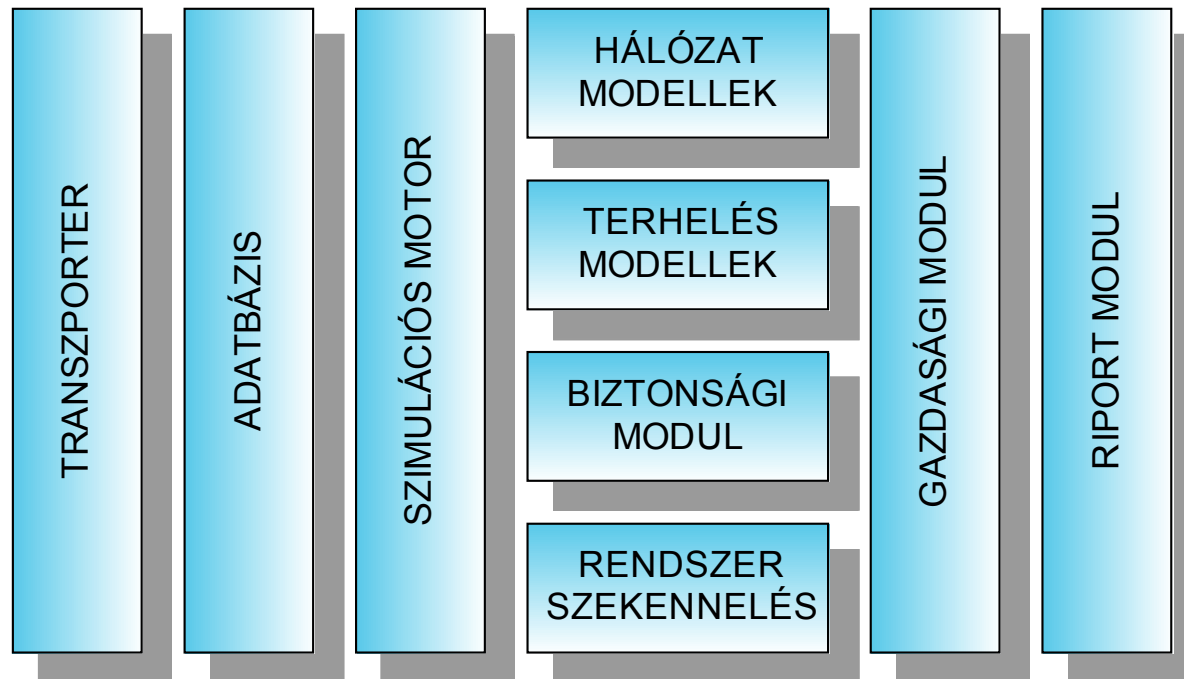 TRANSZPORTER
ADATBÁZIS
SZIMULÁCIÓS MOTOR
HÁLÓZAT
MODELLEK
TERHELÉS
MODELLEK
BIZTONSÁGI
MODUL
RENDSZER
SZEKENNELÉS
GAZDASÁGI MODUL
RIPORT MODUL